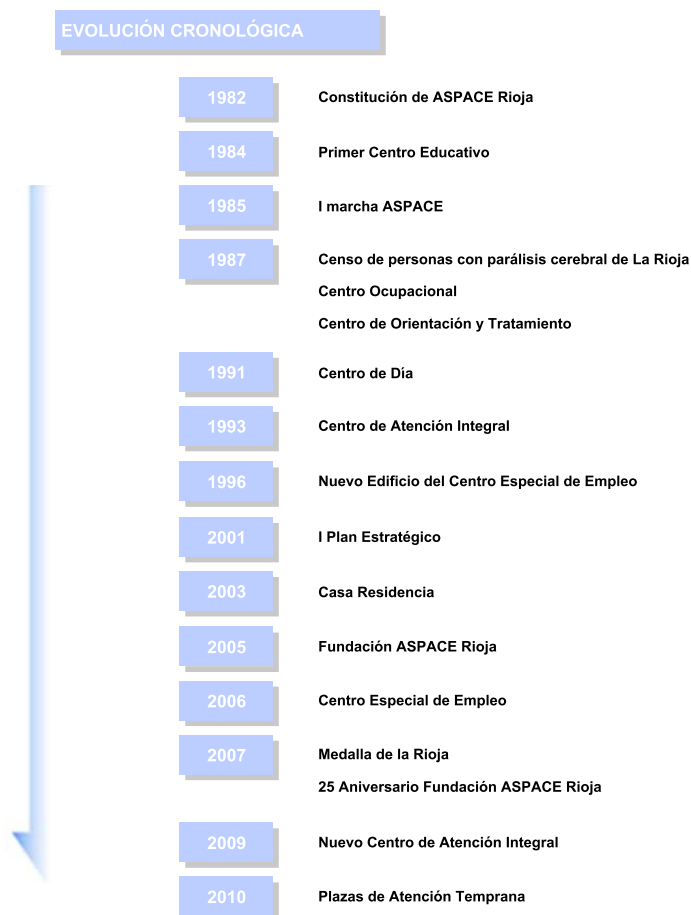 EVOLUCIÓN CRONOLÓGICA
1982 Constitución de ASPACE Rioja
1984 Primer Centro Educativo
1985 I marcha ASPACE
1987 Censo de personas con parálisis cerebral de La Rioja
Centro Ocupacional
Centro de Orientación y Tratamiento
1991 Centro de Día
1993 Centro de Atención Integral
1996 Nuevo Edificio del Centro Especial de Empleo
2001 I Plan Estratégico
2003 Casa Residencia
2005 Fundación ASPACE Rioja
2006 Centro Especial de Empleo
2007 Medalla de la Rioja
25 Aniversario Fundación ASPACE Rioja
2009 Nuevo Centro de Atención Integral
2010 Plazas de Atención Temprana